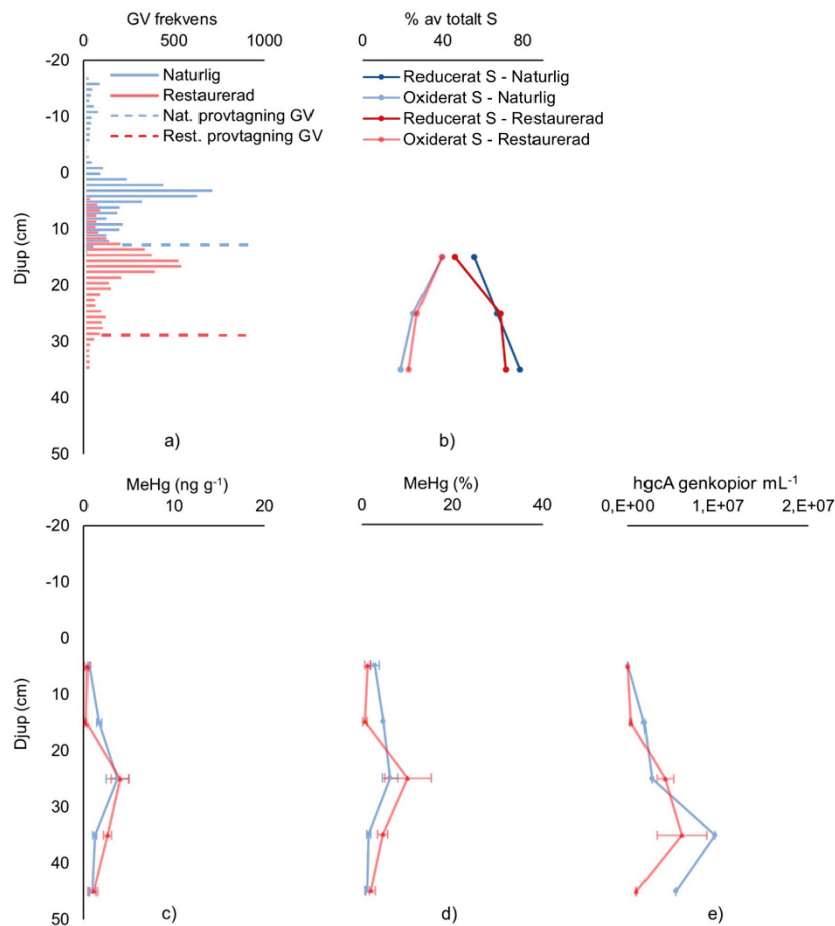 GV frekvens
0 500 1000
-20
-10
0
10
20
30
40
50
Djup (cm)
Naturlig
Restaurerad
Nat. provtagning GV
Rest. provtagning GV
a)
% av totalt S
0 40 80
Reducerat S - Naturlig
Oxiderat S - Naturlig
Reducerat S - Restaurerad
Oxiderat S - Restaurerad
b)
MeHg (ng g⁻¹)
0 10 20
-20
-10
0
10
20
30
40
50
Djup (cm)
c)
MeHg (%)
0 20 40
d)
hgcA genkopior mL⁻¹
0,E+00 1,E+07 2,E+07
e)